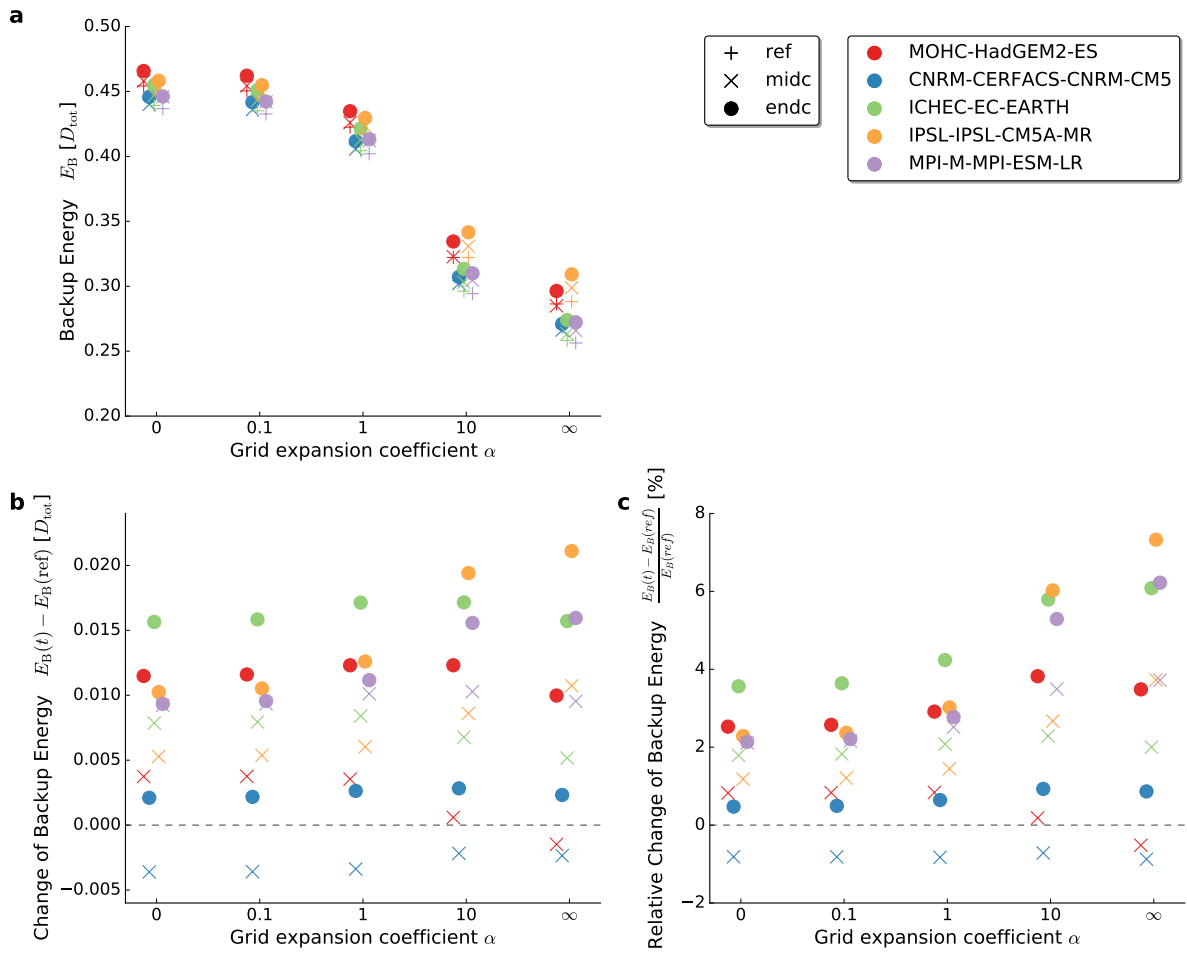 a
0.50
0.45
0.40
0.35
0.30
0.25
0.20
Backup Energy E_B [D_tot]
0 0.1 1 10 ∞
Grid expansion coefficient α
ref
midc
endc
MOHC-HadGEM2-ES
CNRM-CERFACS-CNRM-CM5
ICHEC-EC-EARTH
IPSL-IPSL-CM5A-MR
MPI-M-MPI-ESM-LR
b
0.020
0.015
0.010
0.005
0.000
−0.005
Change of Backup Energy E_B(t) − E_B(ref) [D_tot]
0 0.1 1 10 ∞
Grid expansion coefficient α
c
8
6
4
2
0
−2
Relative Change of Backup Energy (E_B(t) − E_B(ref))/E_B(ref) [%]
0 0.1 1 10 ∞
Grid expansion coefficient α